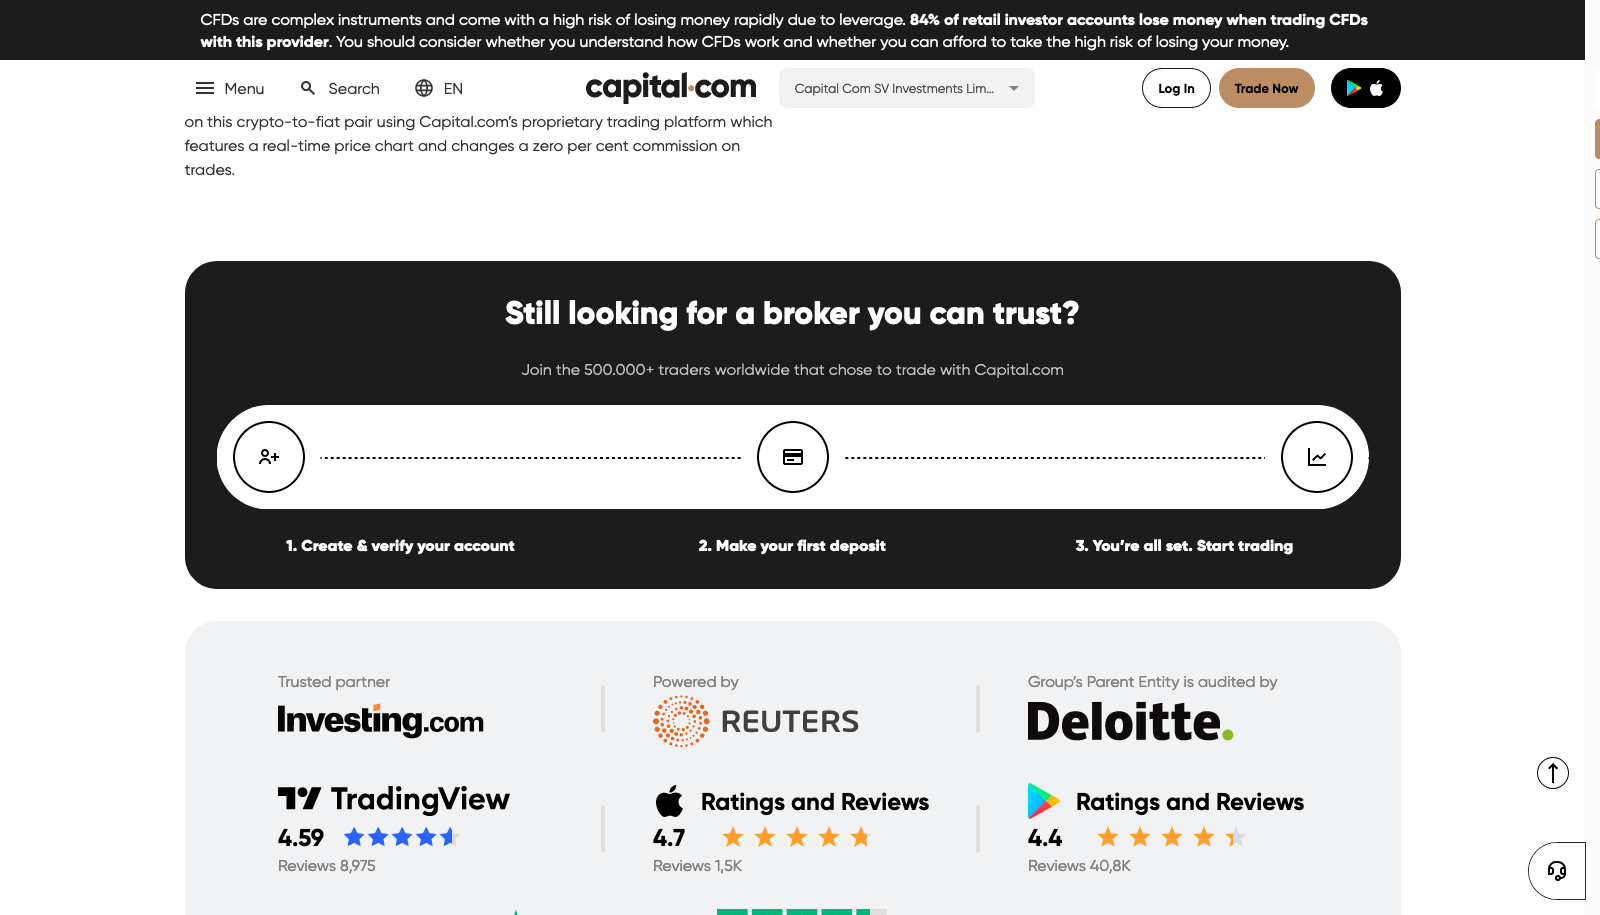 CFDs are complex instruments and come with a high risk of losing money rapidly due to leverage. 84% of retail investor accounts lose money when trading CFDs
with this provider. You should consider whether you understand how CFDs work and whether you can afford to take the high risk of losing your money.
Menu
Search
EN
capital.com
Capital Com SV Investments Lim...
Log In
Trade Now
on this crypto-to-fiat pair using Capital.com's proprietary trading platform which
features a real-time price chart and changes a zero per cent commission on
trades.
Still looking for a broker you can trust?
Join the 500.000+ traders worldwide that chose to trade with Capital.com
1. Create & verify your account
2. Make your first deposit
3. You're all set. Start trading
Trusted partner
Investing.com
Powered by
REUTERS
Group's Parent Entity is audited by
Deloitte.
TradingView
4.59
Reviews 8,975
Ratings and Reviews
4.7
Reviews 1,5K
Ratings and Reviews
4.4
Reviews 40,8K